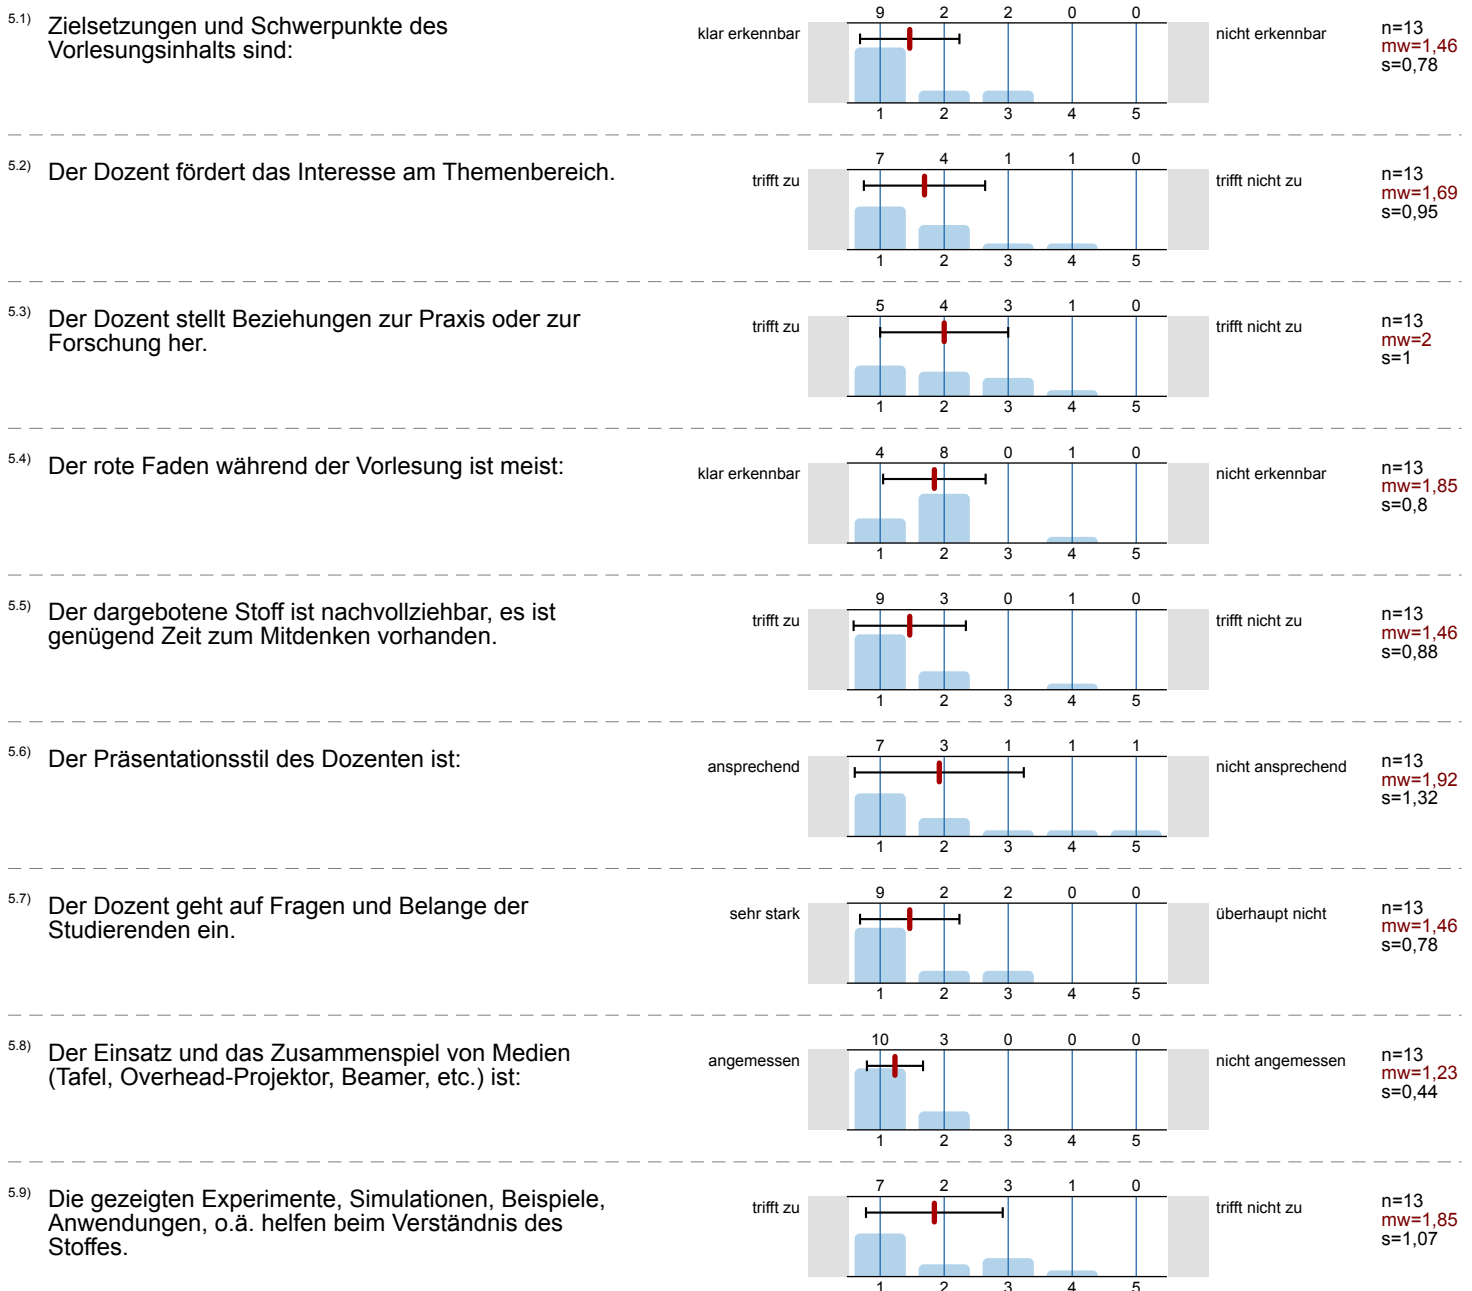 5.1) Zielsetzungen und Schwerpunkte des
Vorlesungsinhalts sind:
klar erkennbar
9 2 2 0 0
1 2 3 4 5
nicht erkennbar
n=13
mw=1,46
s=0,78
5.2) Der Dozent fördert das Interesse am Themenbereich.
trifft zu
7 4 1 1 0
1 2 3 4 5
trifft nicht zu
n=13
mw=1,69
s=0,95
5.3) Der Dozent stellt Beziehungen zur Praxis oder zur
Forschung her.
trifft zu
5 4 3 1 0
1 2 3 4 5
trifft nicht zu
n=13
mw=2
s=1
5.4) Der rote Faden während der Vorlesung ist meist:
klar erkennbar
4 8 0 1 0
1 2 3 4 5
nicht erkennbar
n=13
mw=1,85
s=0,8
5.5) Der dargebotene Stoff ist nachvollziehbar, es ist
genügend Zeit zum Mitdenken vorhanden.
trifft zu
9 3 0 1 0
1 2 3 4 5
trifft nicht zu
n=13
mw=1,46
s=0,88
5.6) Der Präsentationsstil des Dozenten ist:
ansprechend
7 3 1 1 1
1 2 3 4 5
nicht ansprechend
n=13
mw=1,92
s=1,32
5.7) Der Dozent geht auf Fragen und Belange der
Studierenden ein.
sehr stark
9 2 2 0 0
1 2 3 4 5
überhaupt nicht
n=13
mw=1,46
s=0,78
5.8) Der Einsatz und das Zusammenspiel von Medien
(Tafel, Overhead-Projektor, Beamer, etc.) ist:
angemessen
10 3 0 0 0
1 2 3 4 5
nicht angemessen
n=13
mw=1,23
s=0,44
5.9) Die gezeigten Experimente, Simulationen, Beispiele,
Anwendungen, o.ä. helfen beim Verständnis des
Stoffes.
trifft zu
7 2 3 1 0
1 2 3 4 5
trifft nicht zu
n=13
mw=1,85
s=1,07